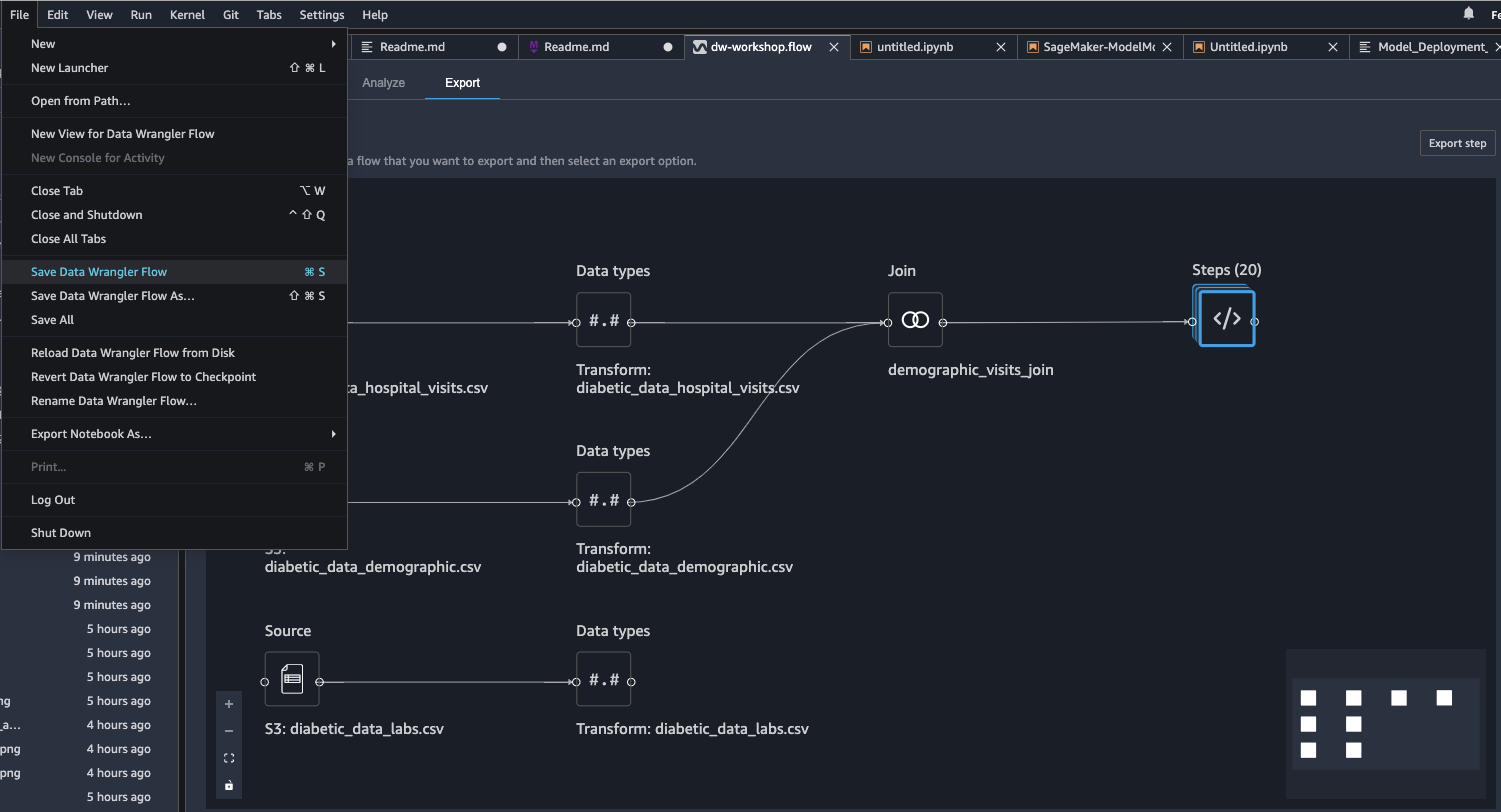 File Edit View Run Kernel Git Tabs Settings Help
Readme.md Readme.md dw-workshop.flow untitled.ipynb SageMaker-ModelMo Untitled.ipynb Model_Deployment_
New
New Launcher ⇧ ⌘ L
Open from Path…
New View for Data Wrangler Flow
New Console for Activity
Close Tab ⌥ W
Close and Shutdown ^ ⇧ Q
Close All Tabs
Save Data Wrangler Flow ⌘ S
Save Data Wrangler Flow As… ⇧ ⌘ S
Save All
Reload Data Wrangler Flow from Disk
Revert Data Wrangler Flow to Checkpoint
Rename Data Wrangler Flow…
Export Notebook As…
Print… ⌘ P
Log Out
Shut Down
9 minutes ago
9 minutes ago
9 minutes ago
5 hours ago
5 hours ago
5 hours ago
ng 5 hours ago
_a… 4 hours ago
png 4 hours ago
png 4 hours ago
5 hours ago
Analyze Export
a flow that you want to export and then select an export option.
Export step
Data types Join Steps (20)
#.# </>
Transform: demographic_visits_join
ta_hospital_visits.csv diabetic_data_hospital_visits.csv
Data types
#.#
S3: Transform:
diabetic_data_demographic.csv diabetic_data_demographic.csv
Source Data types
#.#
S3: diabetic_data_labs.csv Transform: diabetic_data_labs.csv